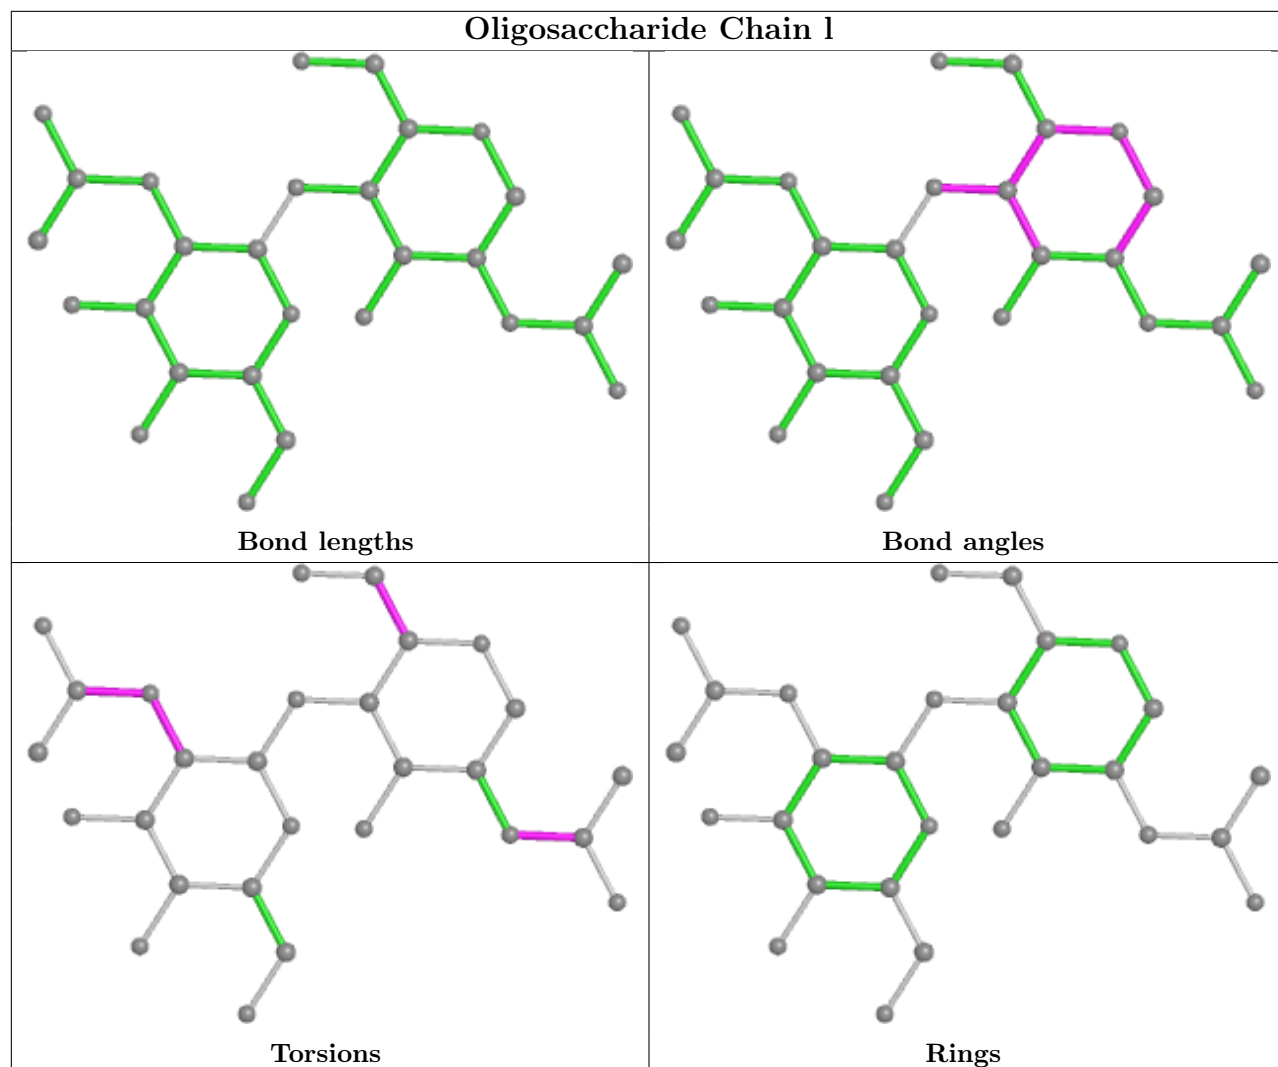 Oligosaccharide Chain l
Bond lengths
Bond angles
Torsions
Rings